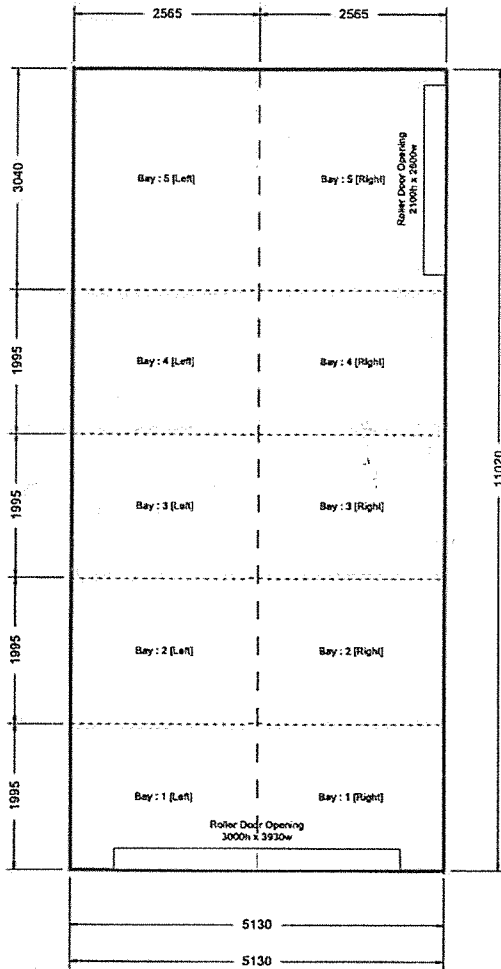 2565 2565
3040
Bay : 5 [Left]
Bay : 5 [Right]
Roller Door Opening
2100h x 2600w
1995
Bay : 4 [Left]
Bay : 4 [Right]
11020
1995
Bay : 3 [Left]
Bay : 3 [Right]
1995
Bay : 2 [Left]
Bay : 2 [Right]
1995
Bay : 1 [Left]
Bay : 1 [Right]
Roller Door Opening
3000h x 3930w
5130
5130